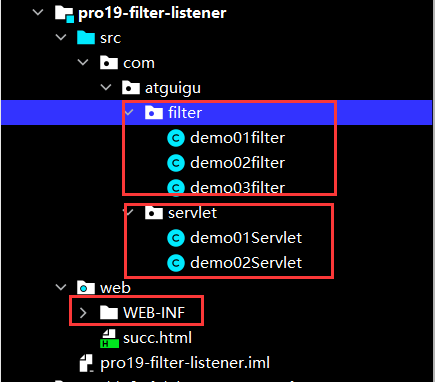 pro19-filter-listener
src
com
atguigu
filter
demo01filter
demo02filter
demo03filter
servlet
demo01Servlet
demo02Servlet
web
WEB-INF
succ.html
pro19-filter-listener.iml